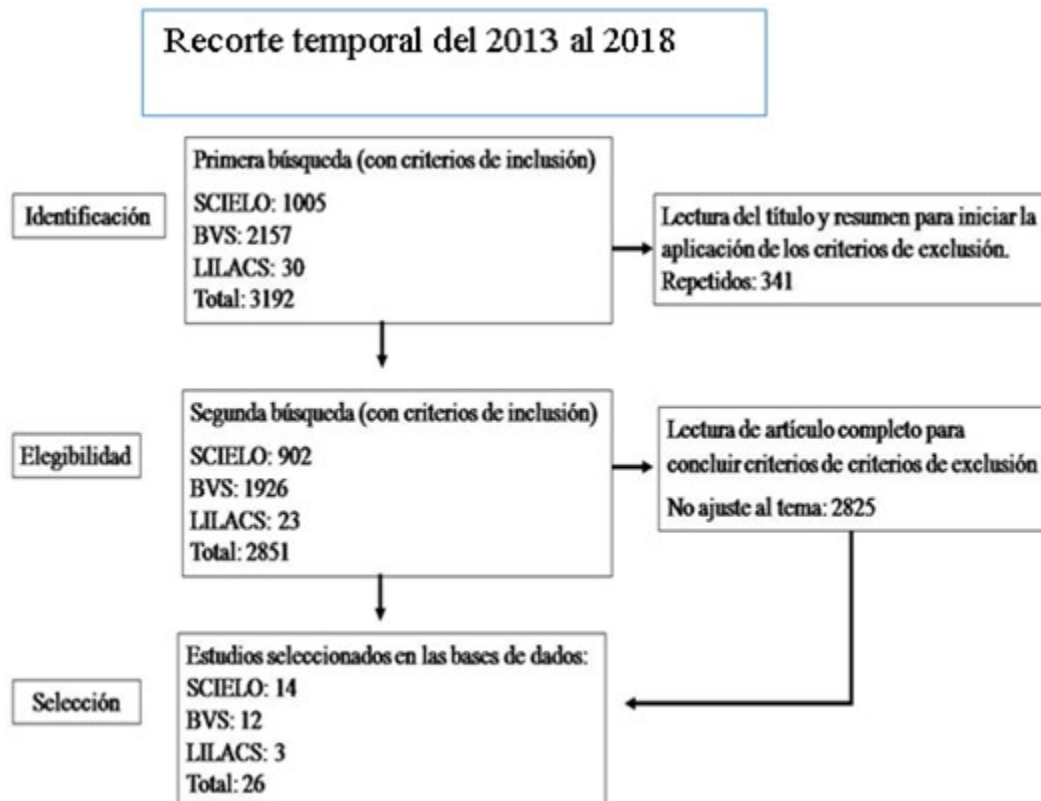 Recorte temporal del 2013 al 2018
Primera búsqueda (con criterios de inclusión)
SCIELO: 1005
BVS: 2157
LILACS: 30
Total: 3192
Identificación
Lectura del título y resumen para iniciar la
aplicación de los criterios de exclusión.
Repetidos: 341
Segunda búsqueda (con criterios de inclusión)
SCIELO: 902
BVS: 1926
LILACS: 23
Total: 2851
Elegibilidad
Lectura de artículo completo para
concluir criterios de criterios de exclusión
No ajuste al tema: 2825
Estudios seleccionados en las bases de dados:
SCIELO: 14
BVS: 12
LILACS: 3
Total: 26
Selección